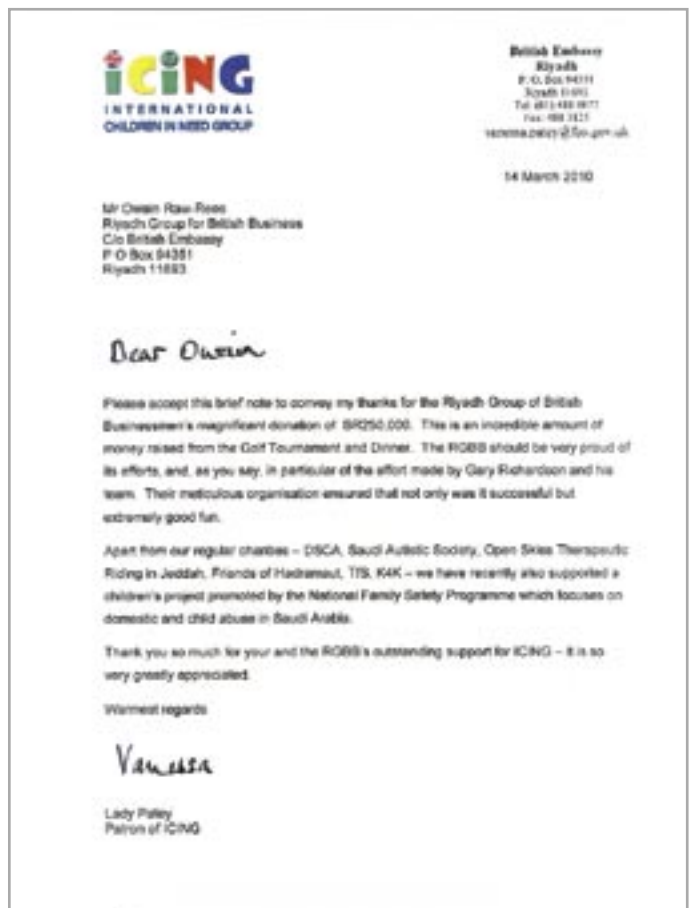 iCiNG
INTERNATIONAL
CHILDREN IN NEED GROUP
British Embassy
Riyadh
P. O. Box 94351
14 March 2010
Mr Owain Raw-Rees
Riyadh Group for British Business
C/o British Embassy
P O Box 94351
Riyadh 11693
Dear Owain
Please accept this brief note to convey my thanks for the Riyadh Group of British
Businessmen's magnificent donation of SR250,000. This is an incredible amount of
money raised from the Golf Tournament and Dinner. The RGBB should be very proud of
its efforts, and, as you say, in particular of the effort made by Gary Richardson and his
team. Their meticulous organisation ensured that not only was it successful but
extremely good fun.
Apart from our regular charities – DSCA, Saudi Autistic Society, Open Skies Therapeutic
Riding in Jeddah, Friends of Hadramaut, K4K – we have recently also supported a
children's project promoted by the National Family Safety Programme which focuses on
domestic and child abuse in Saudi Arabia.
Thank you so much for your and the RGBB's outstanding support for ICING – it is so
very greatly appreciated.
Warmest regards
Vanessa
Lady Patey
Patron of ICING